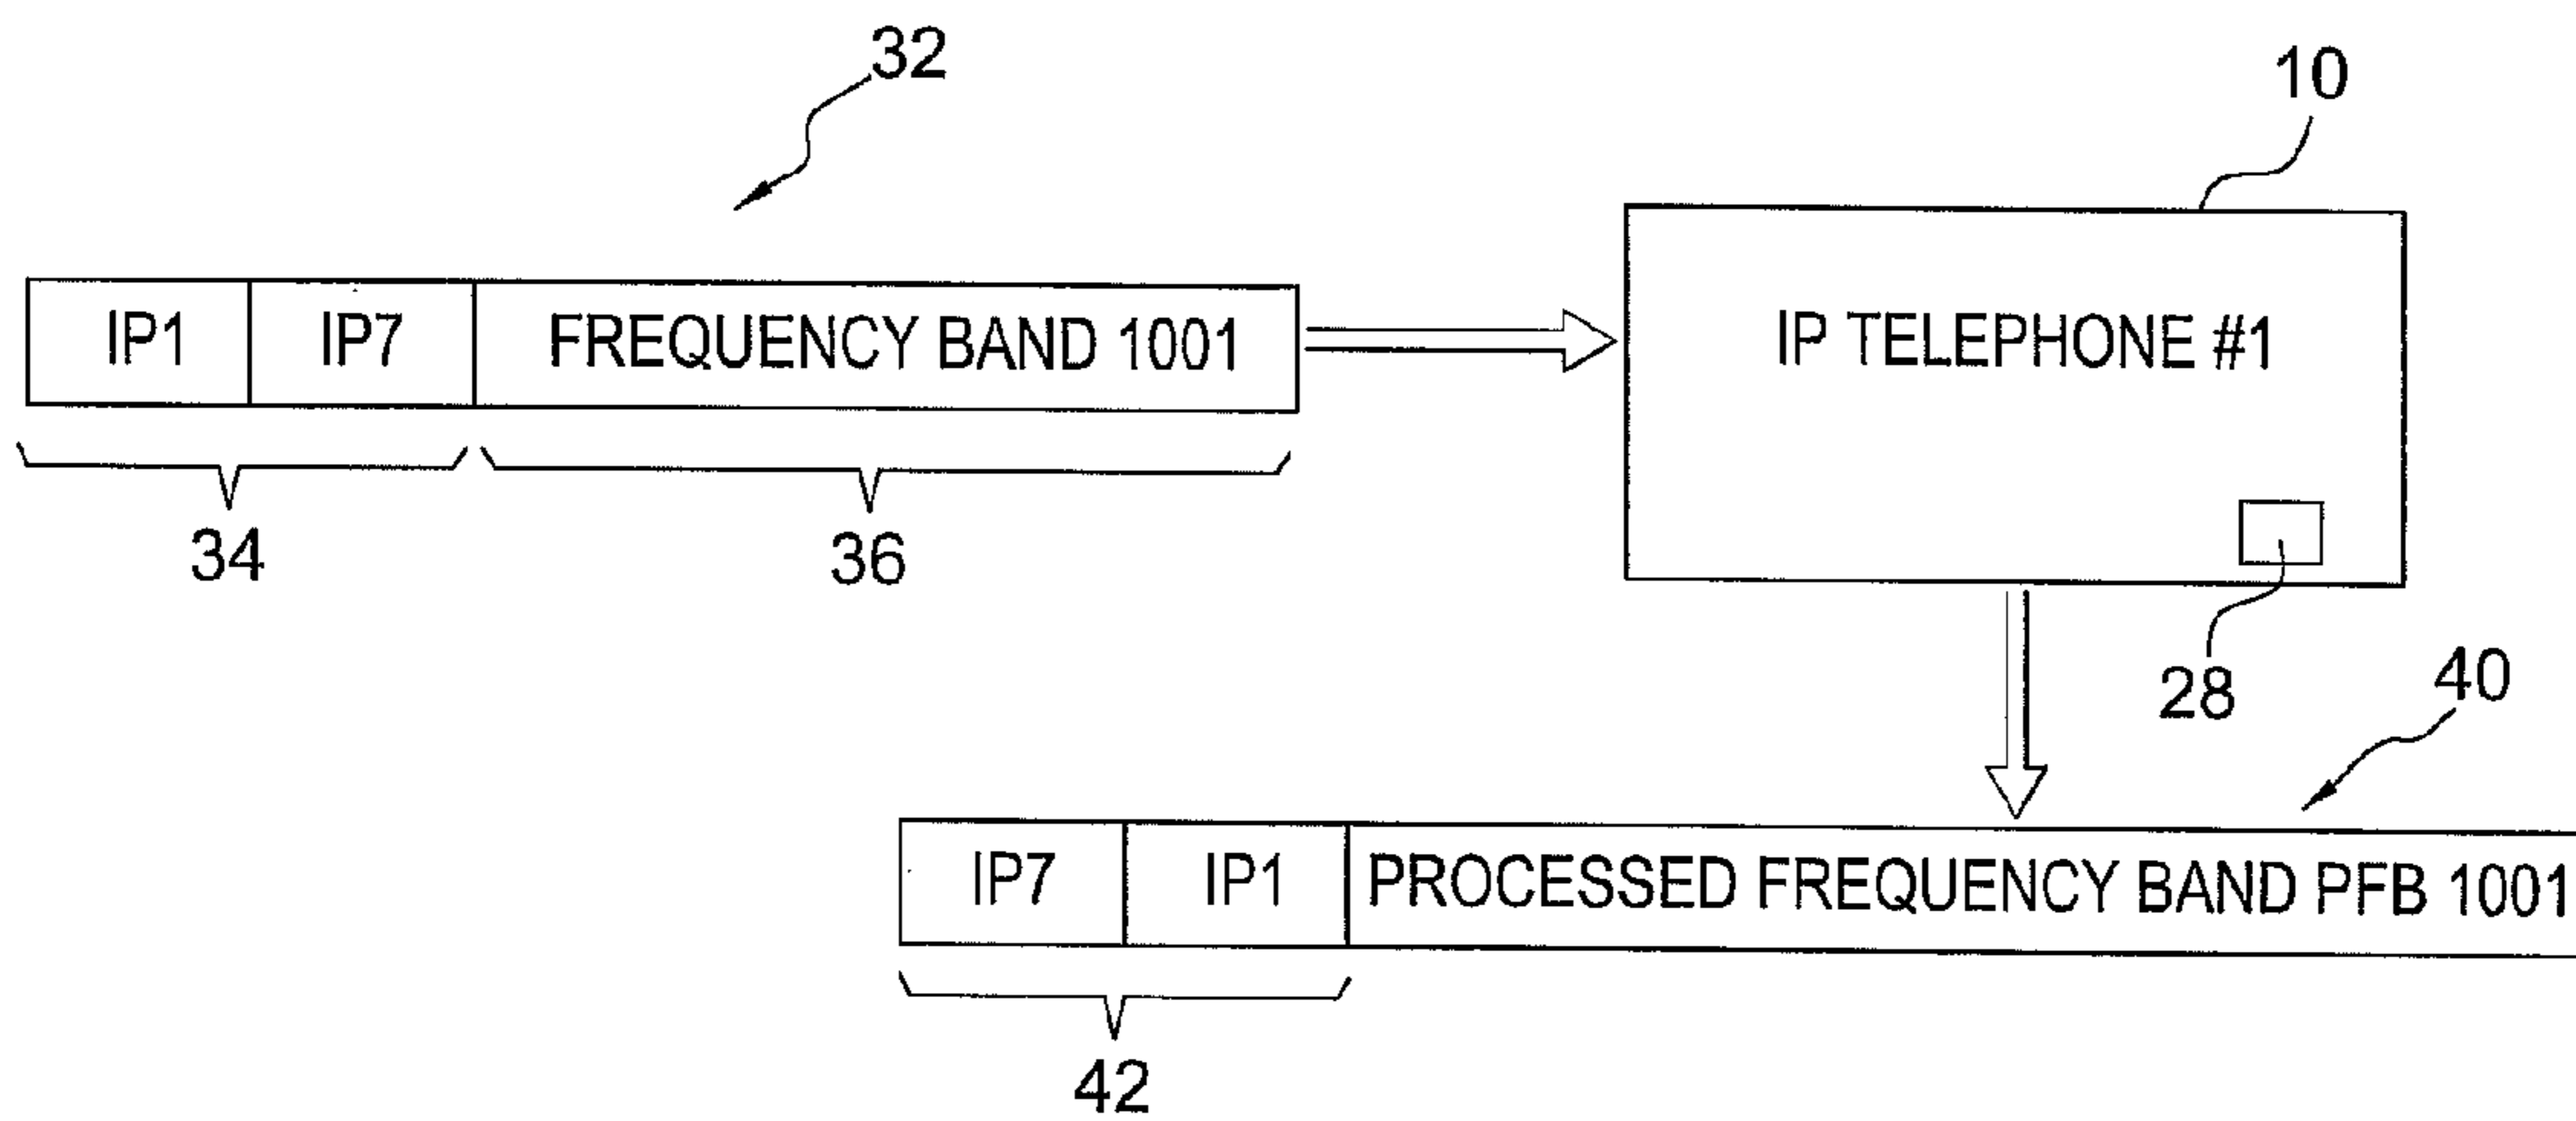 32
10
IP1 IP7 FREQUENCY BAND 1001
IP TELEPHONE #1
34
36
28
40
IP7 IP1 PROCESSED FREQUENCY BAND PFB 1001
42